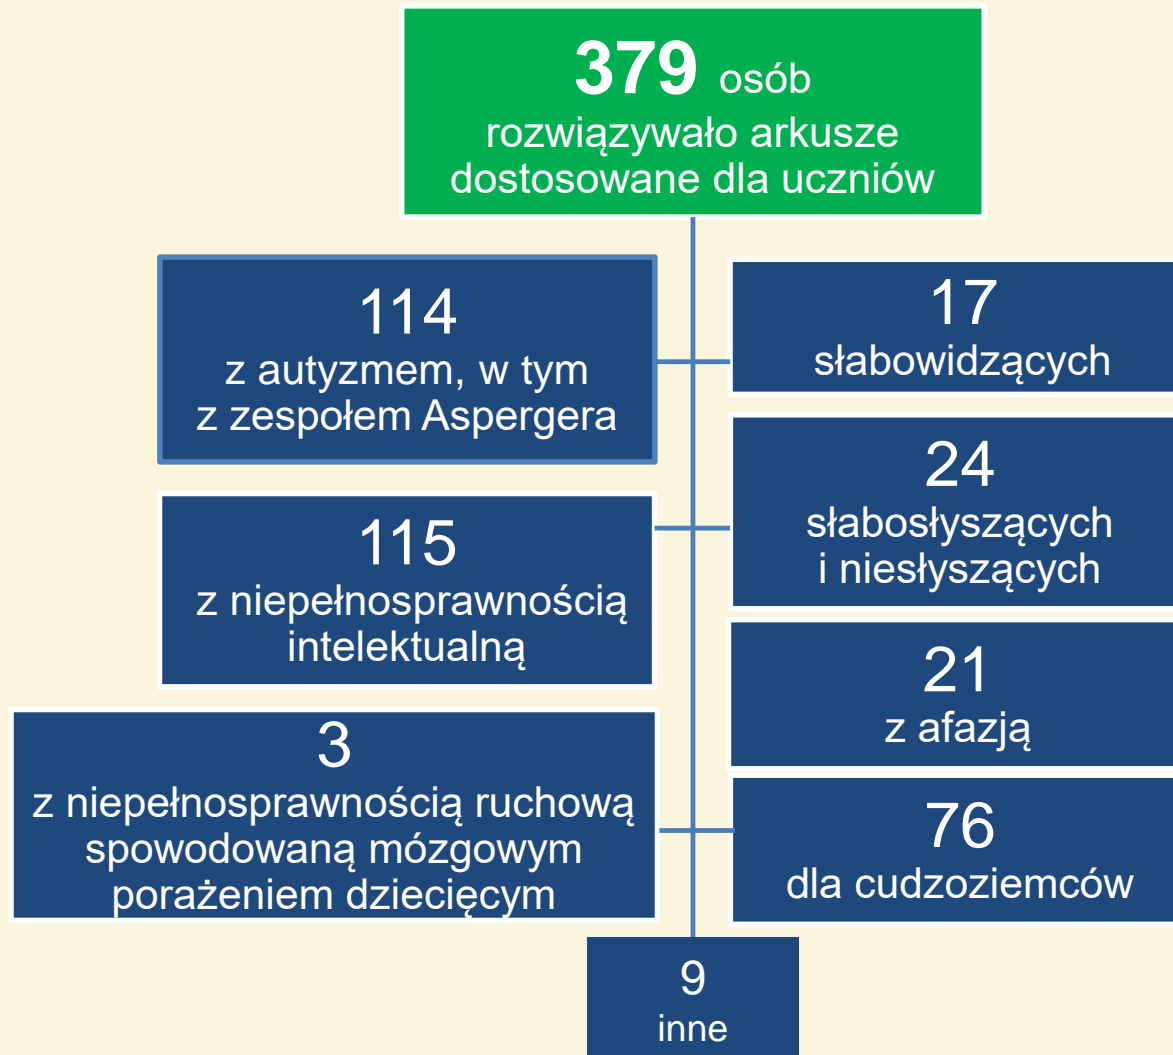 379 osób
rozwiązywało arkusze
dostosowane dla uczniów
114
z autyzmem, w tym
z zespołem Aspergera
17
słabowidzących
115
z niepełnosprawnością
intelektualną
24
słabosłyszących
i niesłyszących
3
z niepełnosprawnością ruchową
spowodowaną mózgowym
porażeniem dziecięcym
21
z afazją
76
dla cudzoziemców
9
inne